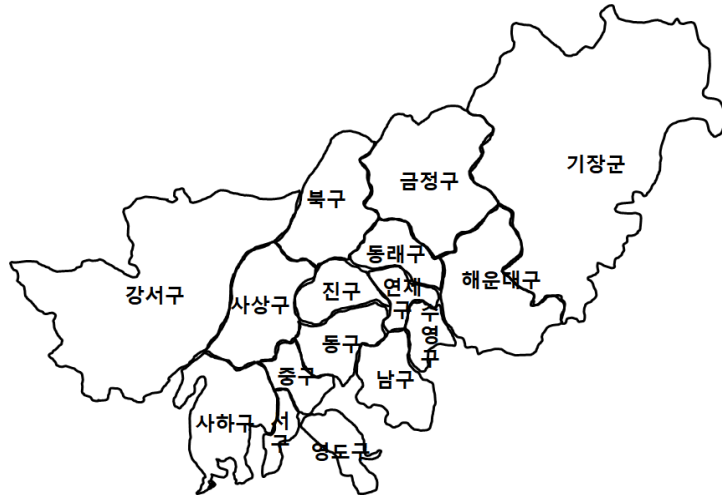 기장군
금정구
북구
동래구
해운대구
연제구
진구
강서구
사상구
수영구
동구
중구
남구
사하구
서구
영도구